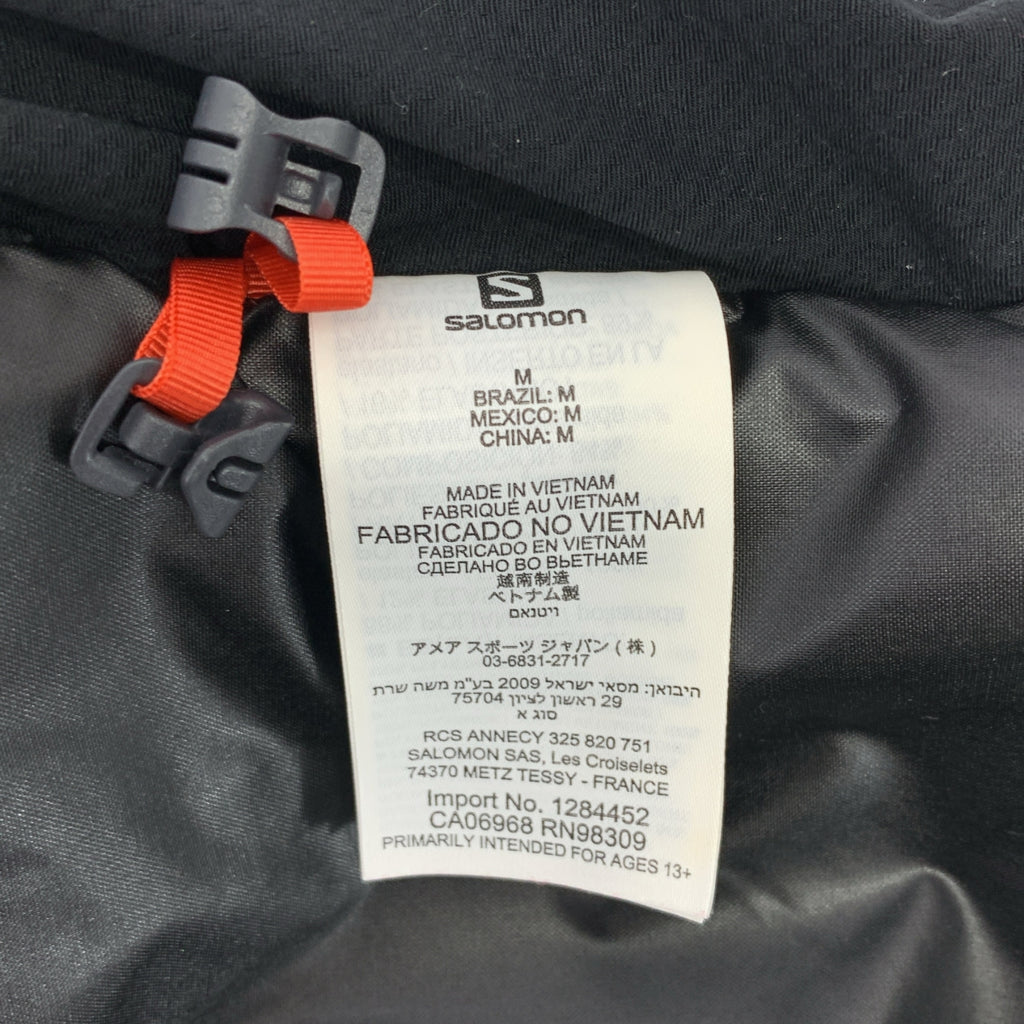 S
salomon
M
BRAZIL: M
MEXICO: M
CHINA: M
MADE IN VIETNAM
FABRIQUÉ AU VIETNAM
FABRICADO NO VIETNAM
FABRICADO EN VIETNAM
СДЕЛАНО ВО ВЬЕТНАМЕ
越南制造
ベトナム製
ויטנאם
アメア スポーツ ジャパン ( 株 )
03-6831-2717
היבואן: מסאי ישראל 2009 בע"מ משה שרת
29 ראשון לציון 75704
סוג א
RCS ANNECY 325 820 751
SALOMON SAS, Les Croiselets
74370 METZ TESSY - FRANCE
Import No. 1284452
CA06968 RN98309
PRIMARILY INTENDED FOR AGES 13+